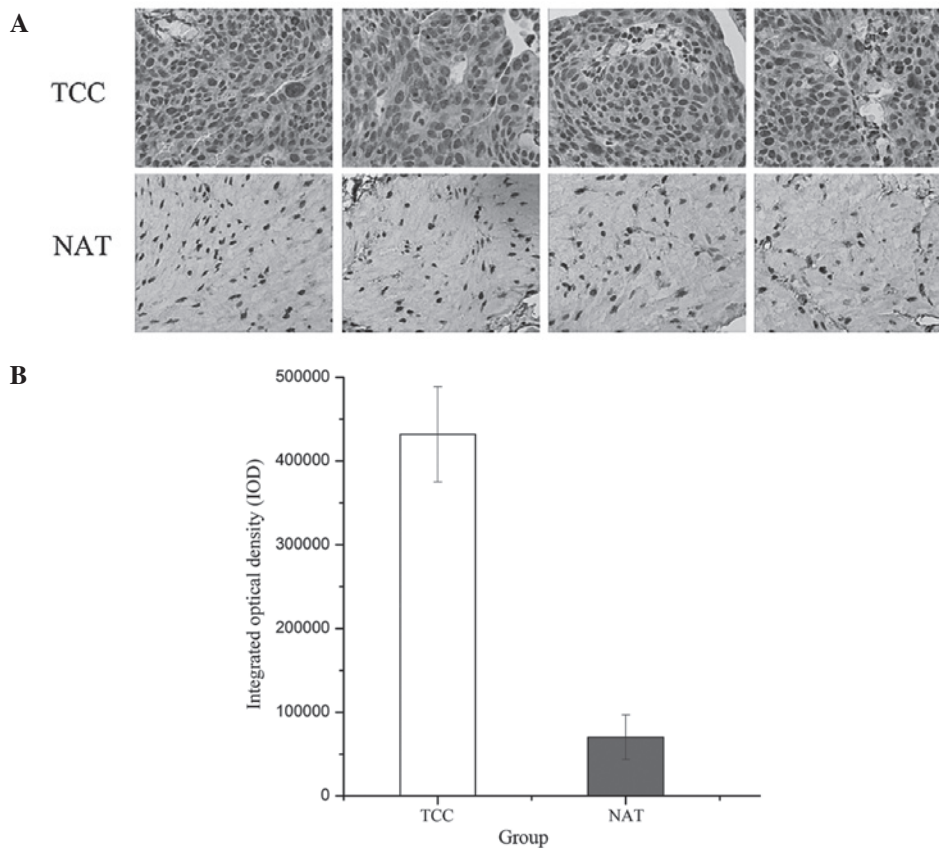 A
TCC
NAT
B
500000
400000
300000
200000
100000
0
Integrated optical density (IOD)
TCC
NAT
Group